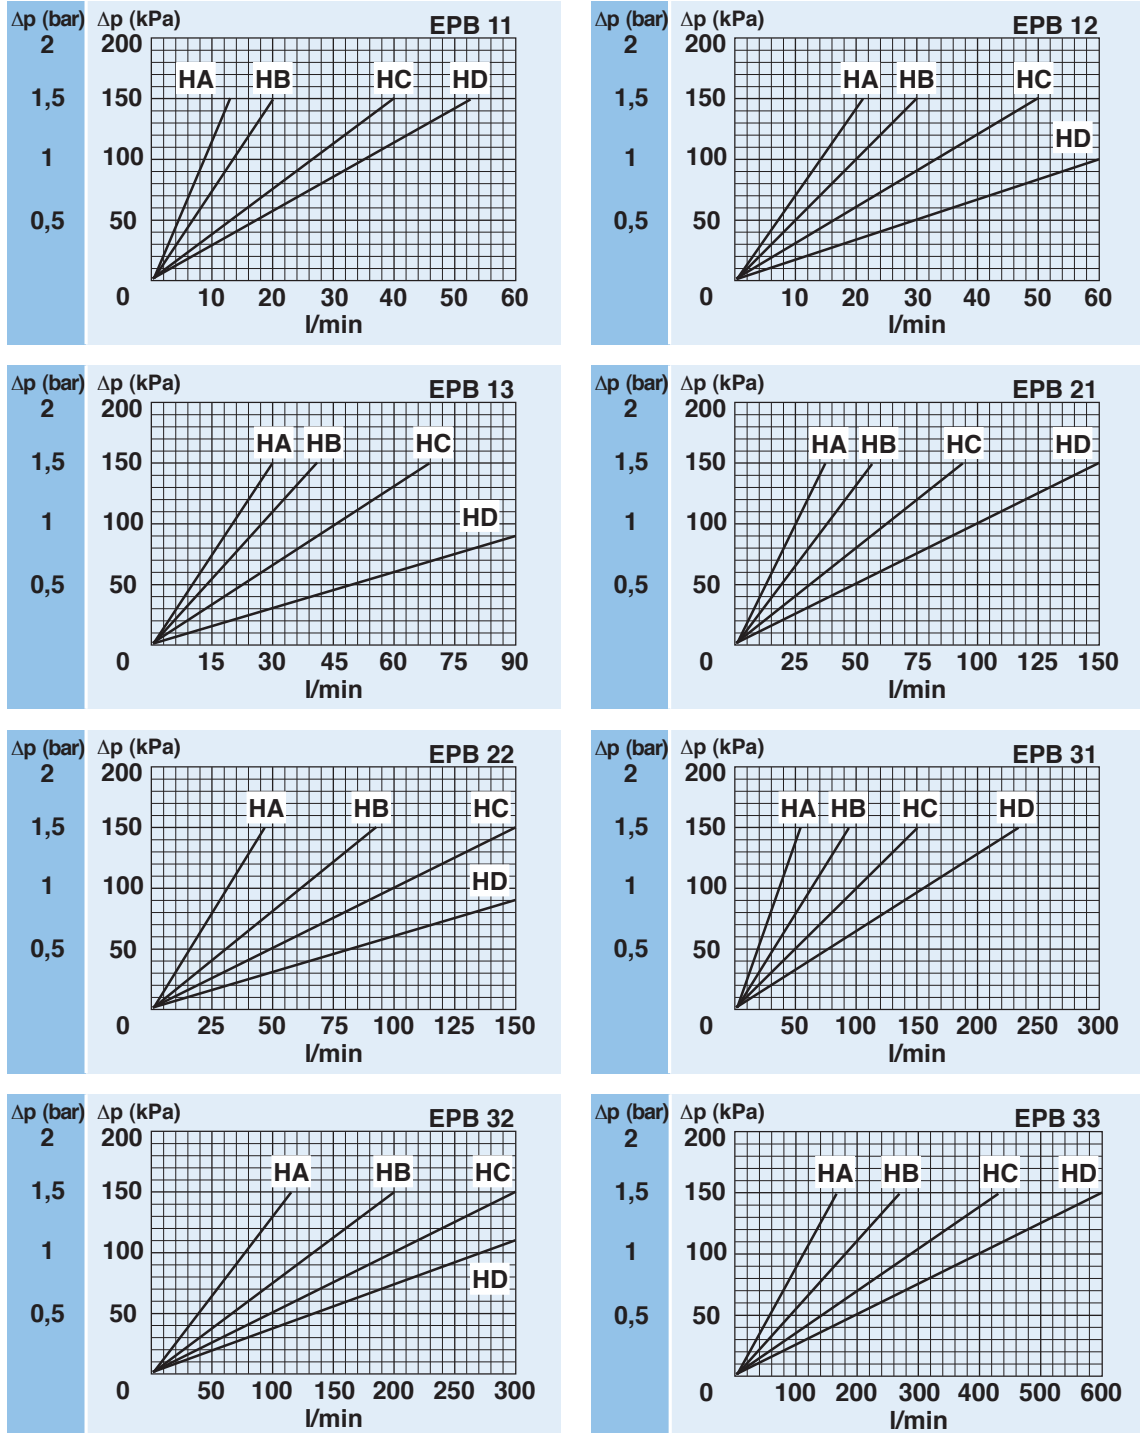 Δp (bar) Δp (kPa) EPB 11
2 200
HA HB HC HD
1,5 150
1 100
0,5 50
0 10 20 30 40 50 60
l/min
Δp (bar) Δp (kPa) EPB 12
2 200
HA HB HC
1,5 150
HD
1 100
0,5 50
0 10 20 30 40 50 60
l/min
Δp (bar) Δp (kPa) EPB 13
2 200
HA HB HC
1,5 150
HD
1 100
0,5 50
0 15 30 45 60 75 90
l/min
Δp (bar) Δp (kPa) EPB 21
2 200
HA HB HC HD
1,5 150
1 100
0,5 50
0 25 50 75 100 125 150
l/min
Δp (bar) Δp (kPa) EPB 22
2 200
HA HB HC
1,5 150
HD
1 100
0,5 50
0 25 50 75 100 125 150
l/min
Δp (bar) Δp (kPa) EPB 31
2 200
HA HB HC HD
1,5 150
1 100
0,5 50
0 50 100 150 200 250 300
l/min
Δp (bar) Δp (kPa) EPB 32
2 200
HA HB HC
1,5 150
1 100
HD
0,5 50
0 50 100 150 200 250 300
l/min
Δp (bar) Δp (kPa) EPB 33
2 200
HA HB HC HD
1,5 150
1 100
0,5 50
0 100 200 300 400 500 600
l/min